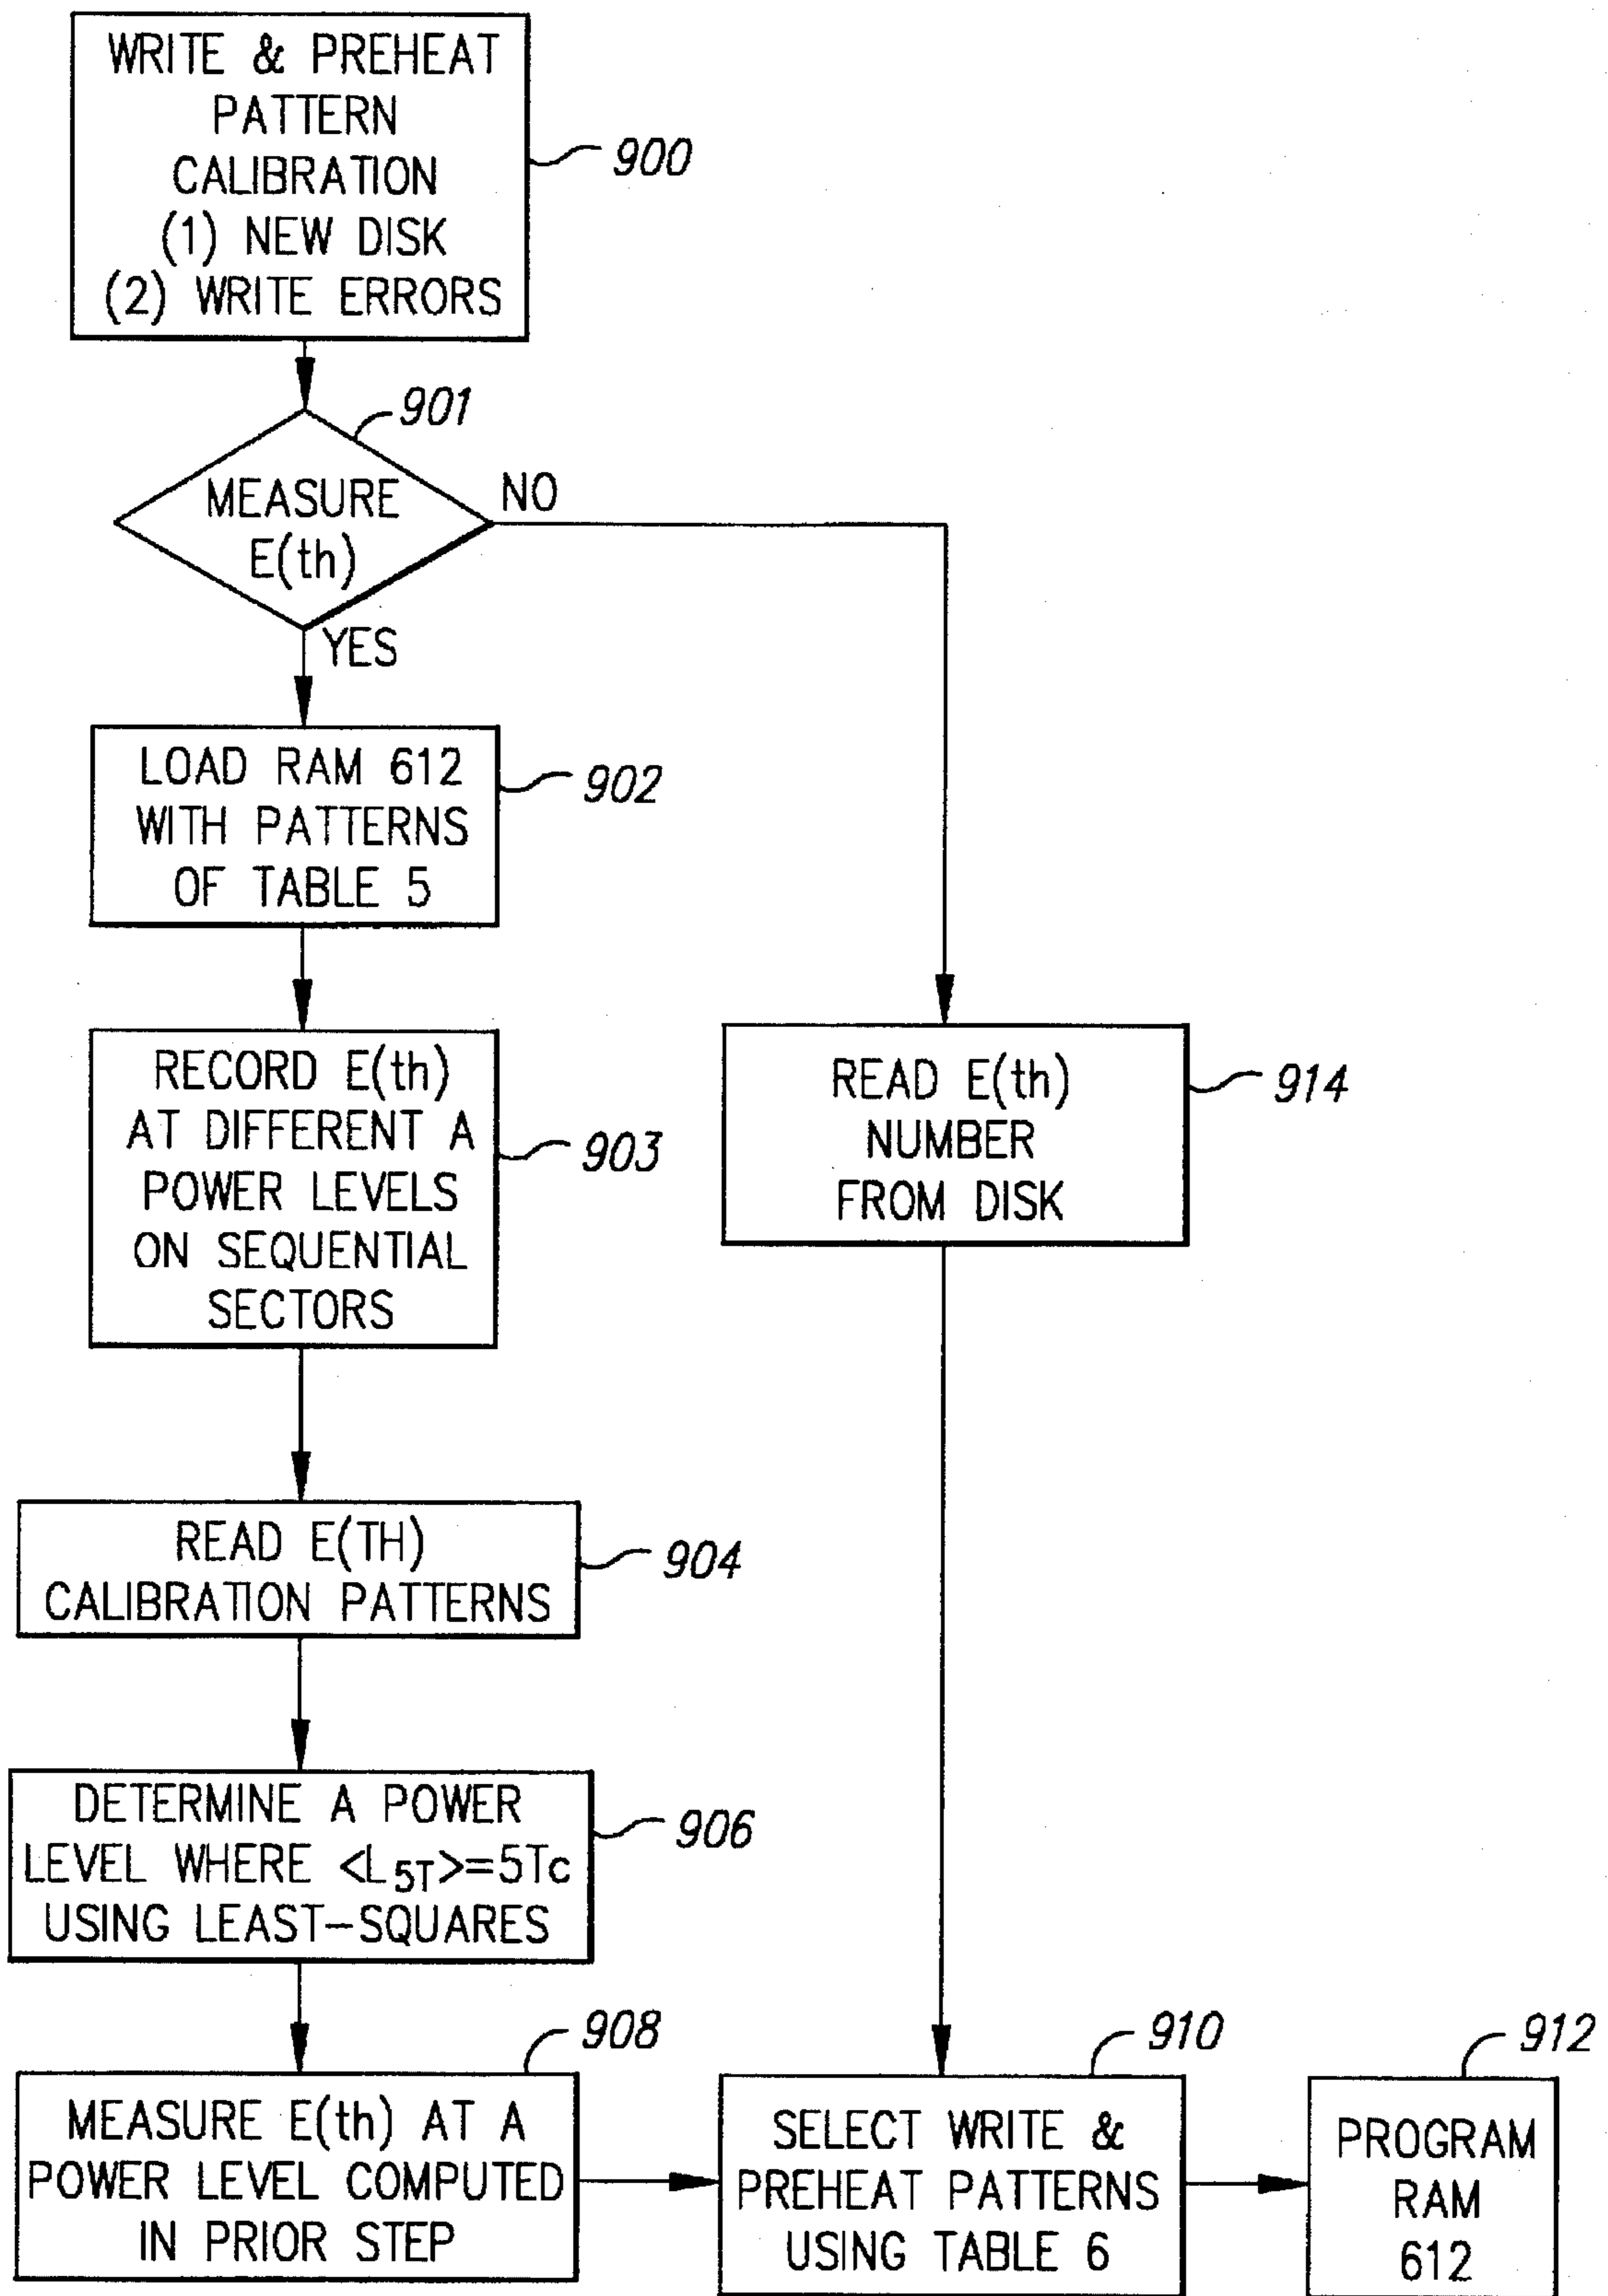 WRITE & PREHEAT
PATTERN
CALIBRATION
(1) NEW DISK
(2) WRITE ERRORS
900
901
MEASURE
E(th)
NO
YES
LOAD RAM 612
WITH PATTERNS
OF TABLE 5
902
RECORD E(th)
AT DIFFERENT A
POWER LEVELS
ON SEQUENTIAL
SECTORS
903
READ E(th)
NUMBER
FROM DISK
914
READ E(TH)
CALIBRATION PATTERNS
904
DETERMINE A POWER
LEVEL WHERE <L5T>=5Tc
USING LEAST-SQUARES
906
908
MEASURE E(th) AT A
POWER LEVEL COMPUTED
IN PRIOR STEP
910
SELECT WRITE &
PREHEAT PATTERNS
USING TABLE 6
912
PROGRAM
RAM
612